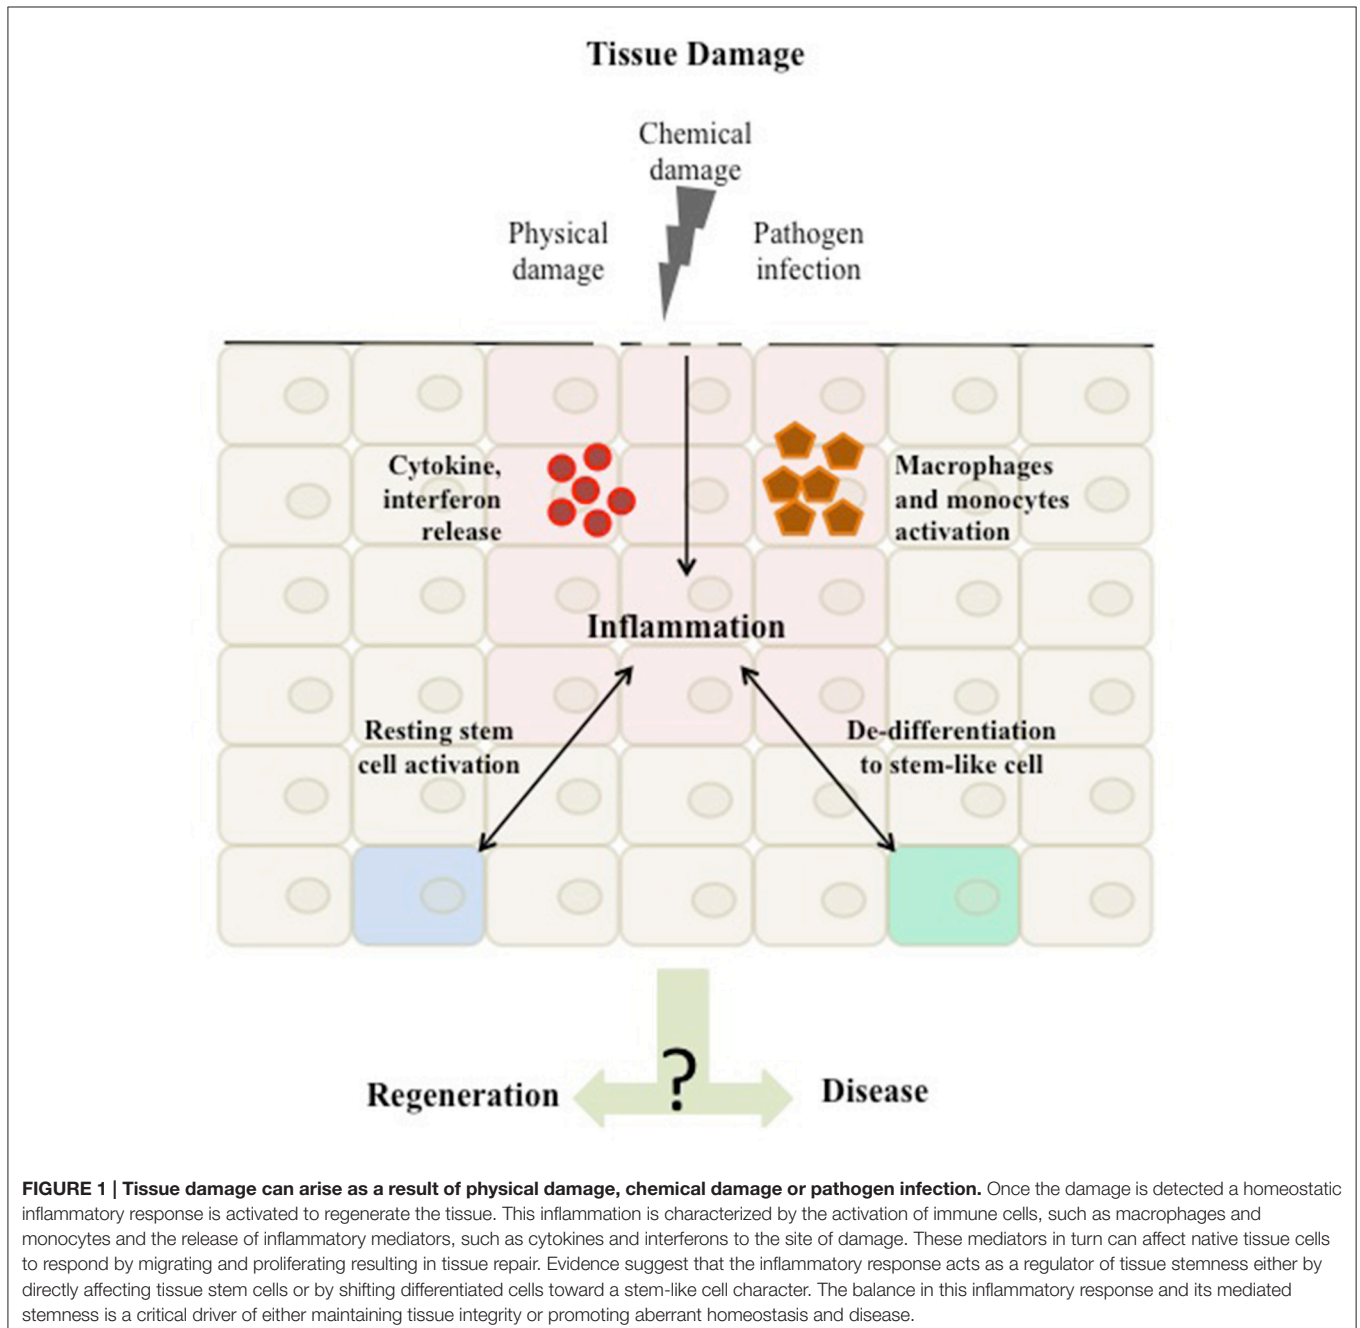 Tissue Damage
Chemical
damage
Physical
damage
Pathogen
infection
Cytokine,
interferon
release
Macrophages
and monocytes
activation
Inflammation
Resting stem
cell activation
De-differentiation
to stem-like cell
?
Regeneration
Disease
FIGURE 1 | Tissue damage can arise as a result of physical damage, chemical damage or pathogen infection. Once the damage is detected a homeostatic
inflammatory response is activated to regenerate the tissue. This inflammation is characterized by the activation of immune cells, such as macrophages and
monocytes and the release of inflammatory mediators, such as cytokines and interferons to the site of damage. These mediators in turn can affect native tissue cells
to respond by migrating and proliferating resulting in tissue repair. Evidence suggest that the inflammatory response acts as a regulator of tissue stemness either by
directly affecting tissue stem cells or by shifting differentiated cells toward a stem-like cell character. The balance in this inflammatory response and its mediated
stemness is a critical driver of either maintaining tissue integrity or promoting aberrant homeostasis and disease.